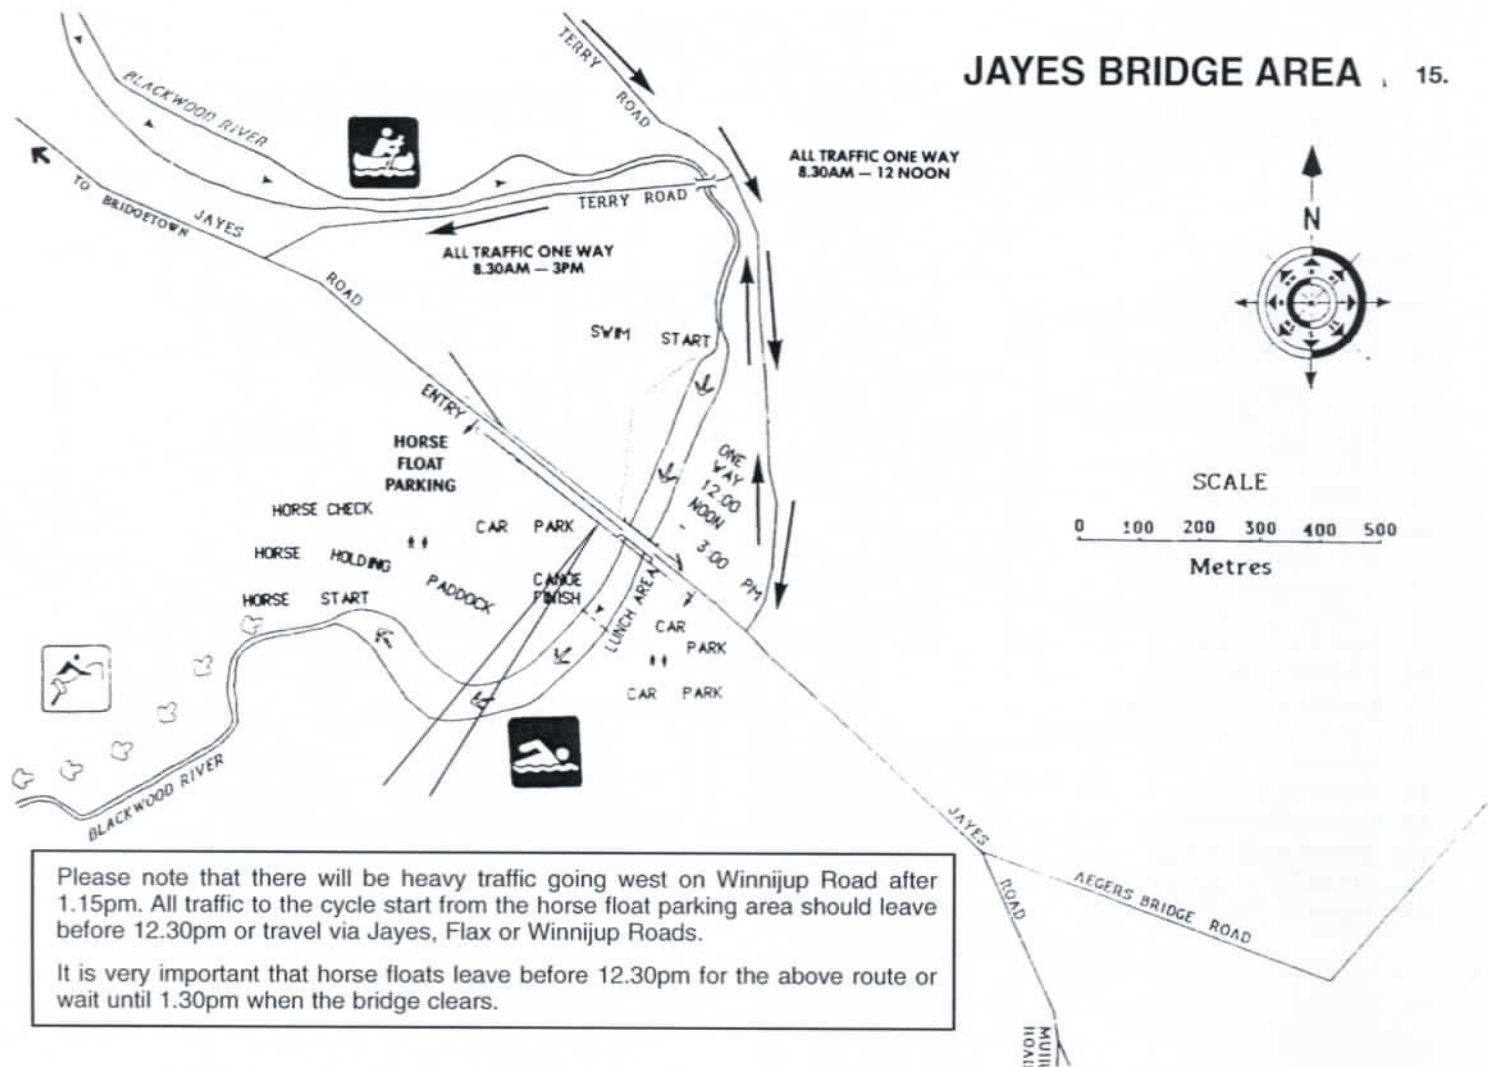 JAYES BRIDGE AREA 15.
TERRY
ROAD
BLACKWOOD RIVER
ALL TRAFFIC ONE WAY
8.30AM — 12 NOON
TO
BRIDGETOWN
JAYES
ROAD
TERRY ROAD
ALL TRAFFIC ONE WAY
8.30AM — 3PM
N
SWIM START
ENTRY
HORSE
FLOAT
PARKING
ONE
WAY
12.00
NOON
-
3.00
PM
SCALE
0 100 200 300 400 500
Metres
HORSE CHECK
CAR PARK
HORSE HOLDING
PADDOCK
CANOE
FINISH
HORSE START
LUNCH AREA
CAR
PARK
CAR PARK
BLACKWOOD RIVER
JAYES
ROAD
AEGERS BRIDGE ROAD
Please note that there will be heavy traffic going west on Winnijup Road after
1.15pm. All traffic to the cycle start from the horse float parking area should leave
before 12.30pm or travel via Jayes, Flax or Winnijup Roads.
It is very important that horse floats leave before 12.30pm for the above route or
wait until 1.30pm when the bridge clears.